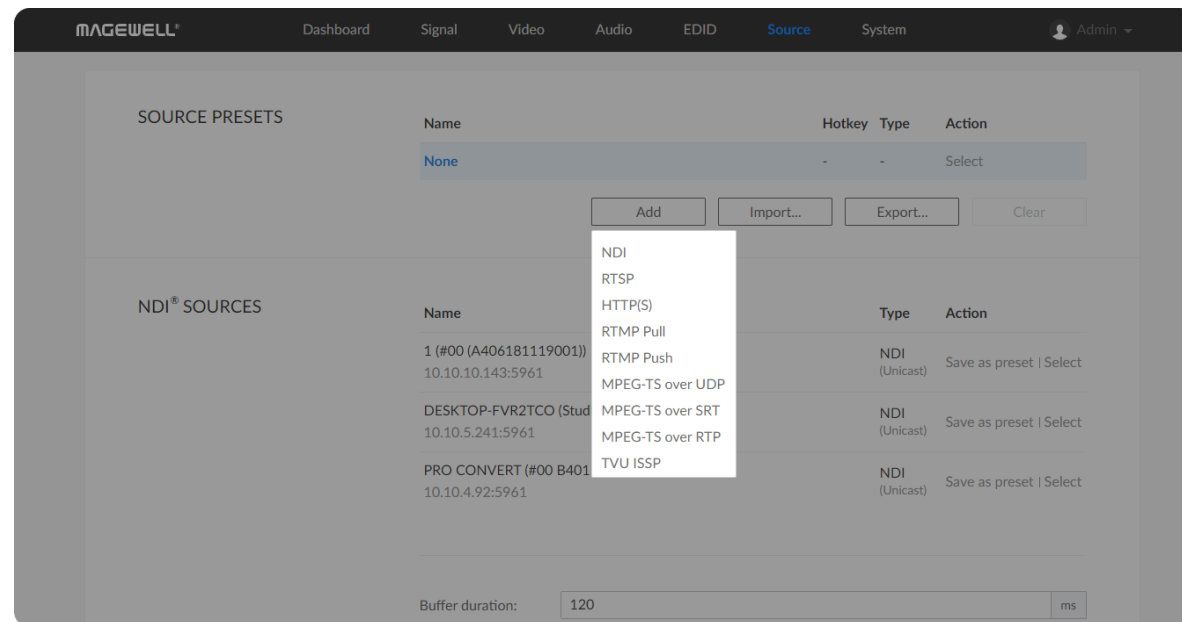 MAGEWELL® Dashboard Signal Video Audio EDID Source System Admin
SOURCE PRESETS
Name Hotkey Type Action
None - - Select
Add Import... Export... Clear
NDI
RTSP
HTTP(S)
RTMP Pull
RTMP Push
MPEG-TS over UDP
MPEG-TS over SRT
MPEG-TS over RTP
TVU ISSP
NDI® SOURCES
Name Type Action
1 (#00 (A406181119001)) NDI
10.10.10.143:5961 (Unicast) Save as preset | Select
DESKTOP-FVR2TCO (Stud NDI
10.10.5.241:5961 (Unicast) Save as preset | Select
PRO CONVERT (#00 B401 NDI
10.10.4.92:5961 (Unicast) Save as preset | Select
Buffer duration: 120 ms